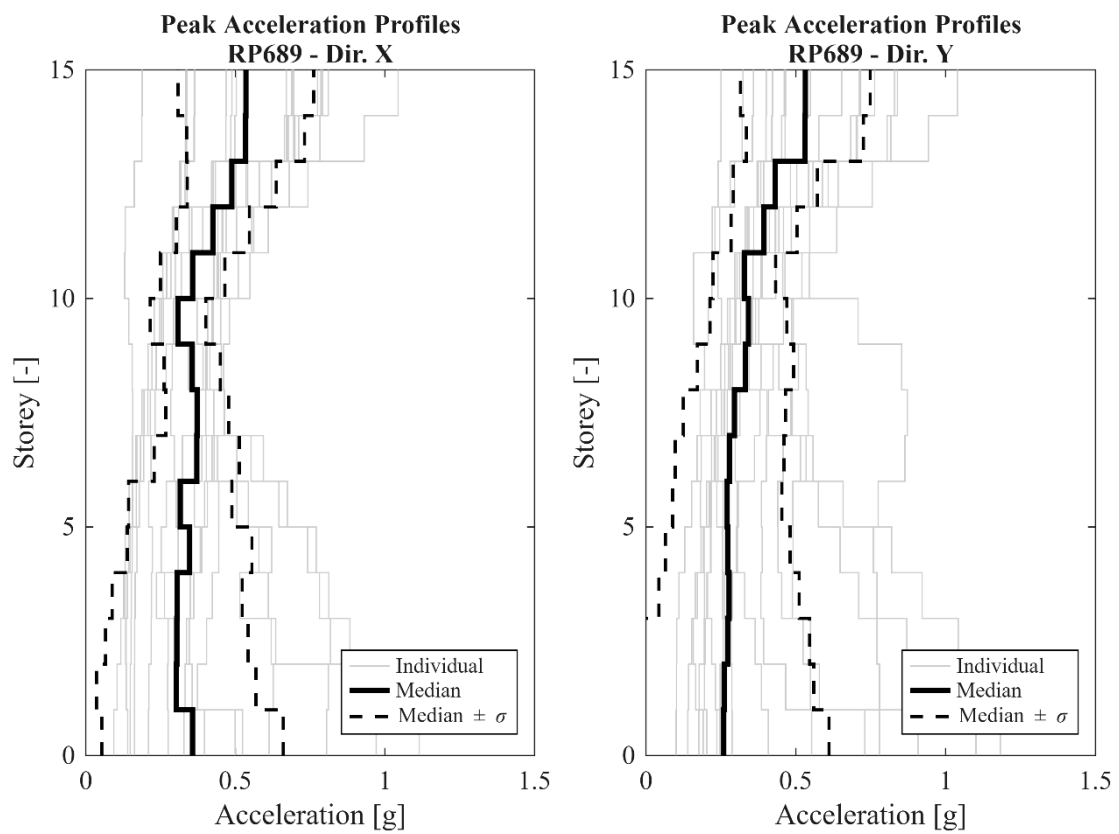 Peak Acceleration Profiles
RP689 - Dir. X
15
10
5
0
Storey [-]
0
0.5
1
1.5
Acceleration [g]
Individual
Median
Median ± σ
Peak Acceleration Profiles
RP689 - Dir. Y
15
10
5
0
Storey [-]
0
0.5
1
1.5
Acceleration [g]
Individual
Median
Median ± σ